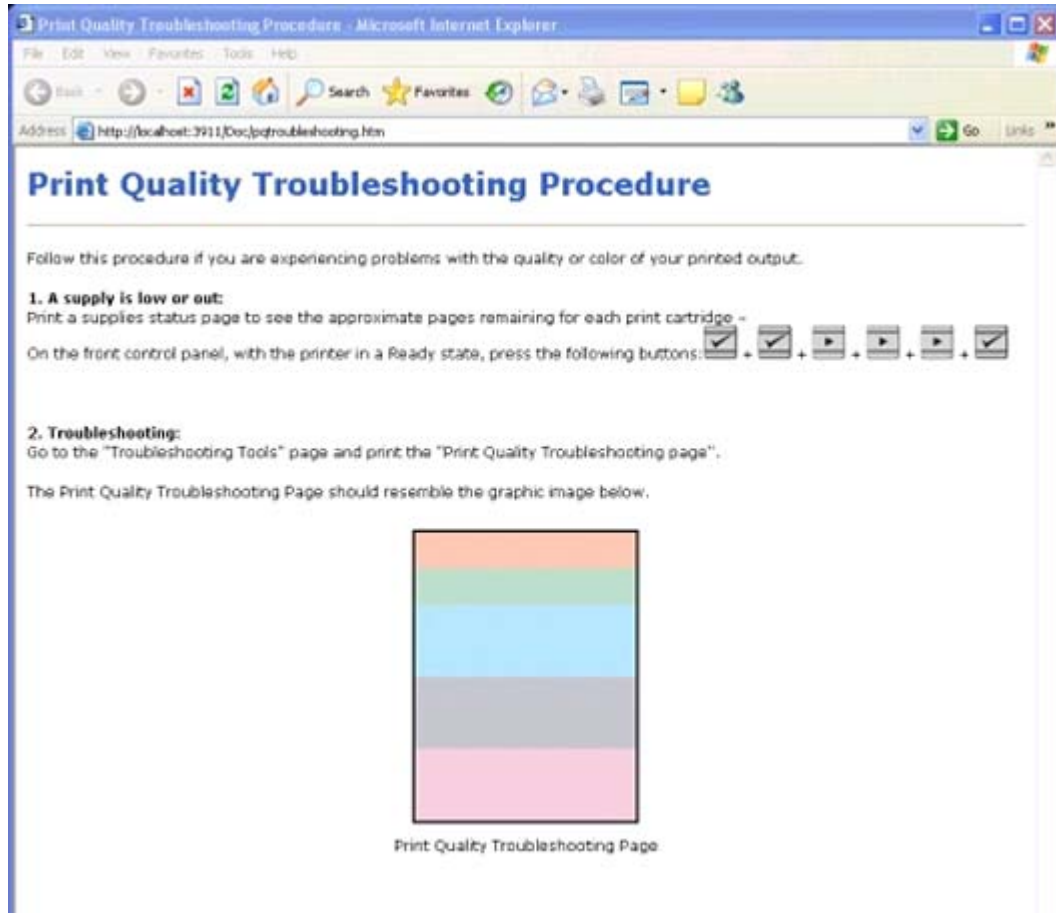 Print Quality Troubleshooting Procedure - Microsoft Internet Explorer
File Edit View Favorites Tools Help
Back Search Favorites
Address http://localhost:3911/Doc/pqtroubleshooting.htm Go Links »
Print Quality Troubleshooting Procedure
Follow this procedure if you are experiencing problems with the quality or color of your printed output.
1. A supply is low or out:
Print a supplies status page to see the approximate pages remaining for each print cartridge -
On the front control panel, with the printer in a Ready state, press the following buttons: + + + + +
2. Troubleshooting:
Go to the "Troubleshooting Tools" page and print the "Print Quality Troubleshooting page".
The Print Quality Troubleshooting Page should resemble the graphic image below.
Print Quality Troubleshooting Page